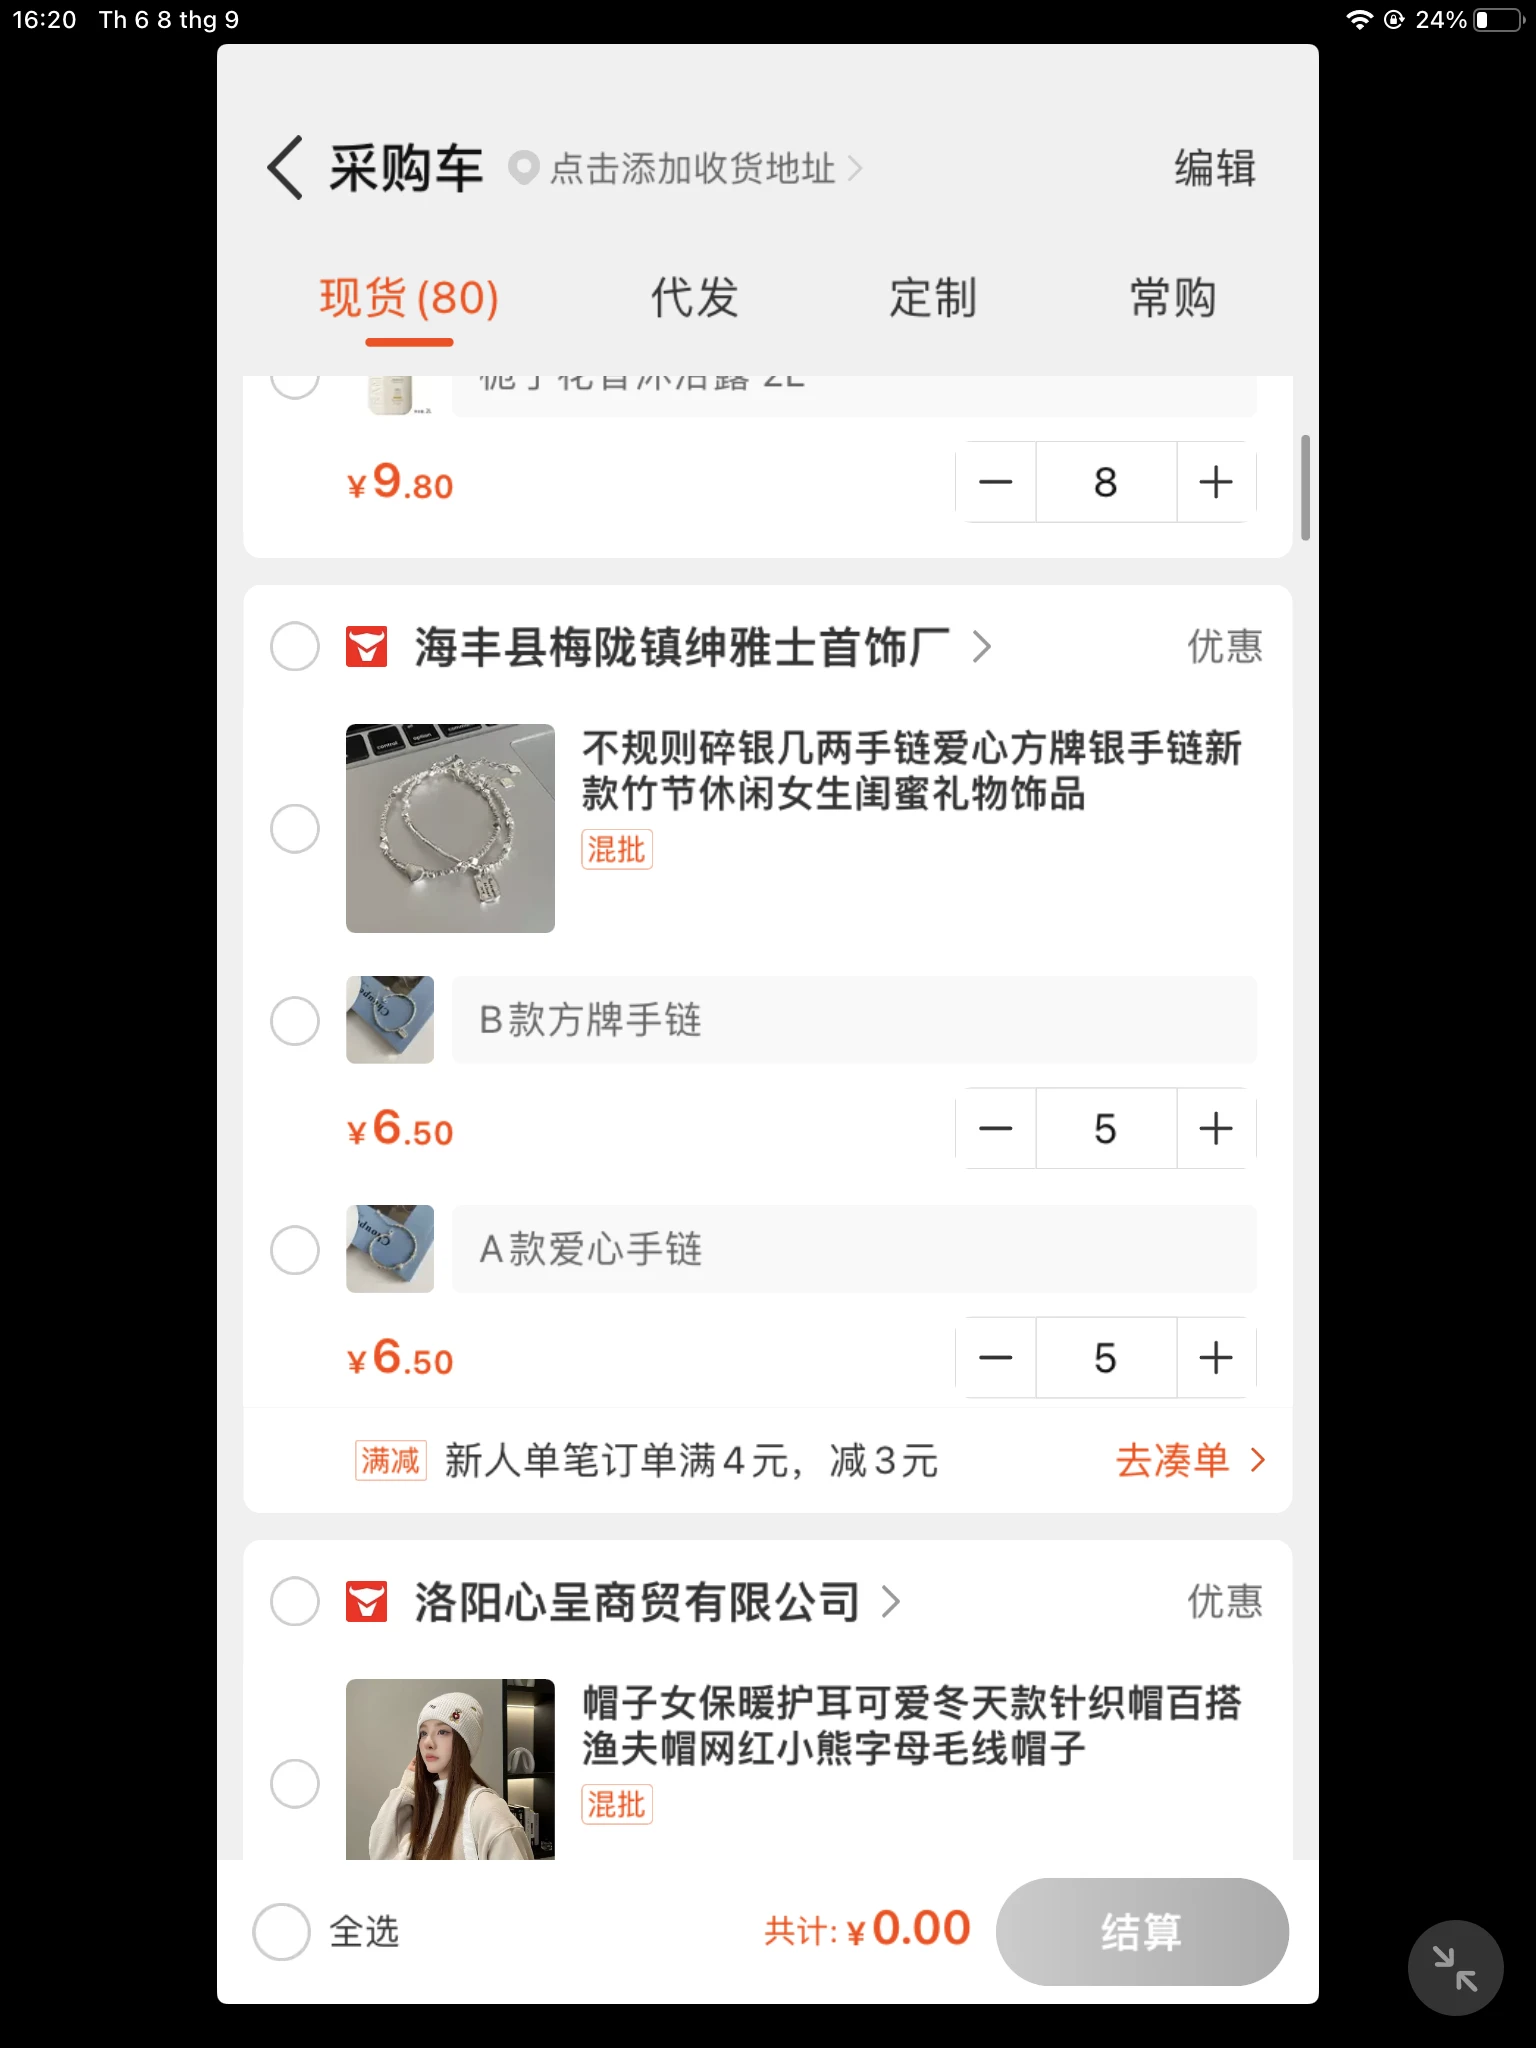 16:20 Th 6 8 thg 9 24%
采购车 点击添加收货地址 编辑
现货(80) 代发 定制 常购
栀子花香沐浴露 2L
¥9.80 8
海丰县梅陇镇绅雅士首饰厂 优惠
不规则碎银几两手链爱心方牌银手链新
款竹节休闲女生闺蜜礼物饰品
混批
B款方牌手链
¥6.50 5
A款爱心手链
¥6.50 5
满减 新人单笔订单满4元，减3元 去凑单
洛阳心呈商贸有限公司 优惠
帽子女保暖护耳可爱冬天款针织帽百搭
渔夫帽网红小熊字母毛线帽子
混批
全选 共计: ¥0.00 结算